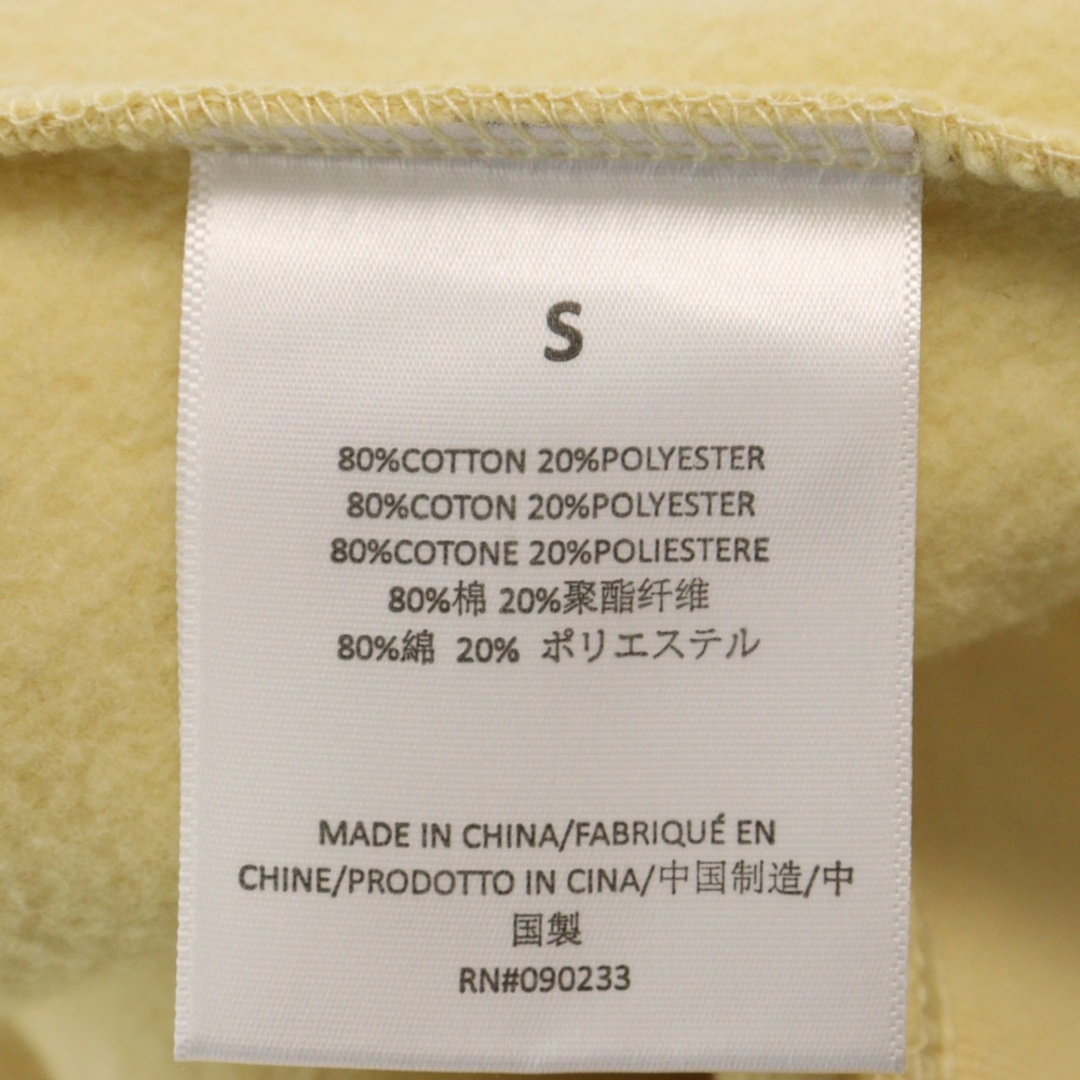 S
80%COTTON 20%POLYESTER
80%COTON 20%POLYESTER
80%COTONE 20%POLIESTERE
80%棉 20%聚酯纤维
80%綿 20% ポリエステル
MADE IN CHINA/FABRIQUÉ EN
CHINE/PRODOTTO IN CINA/中国制造/中
国製
RN#090233